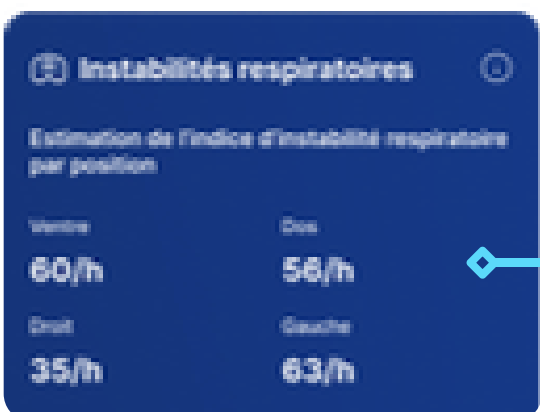 Instabilités respiratoires
Estimation de l'indice d'instabilité respiratoire
par position
Ventre Dos
60/h 56/h
Droit Gauche
35/h 63/h